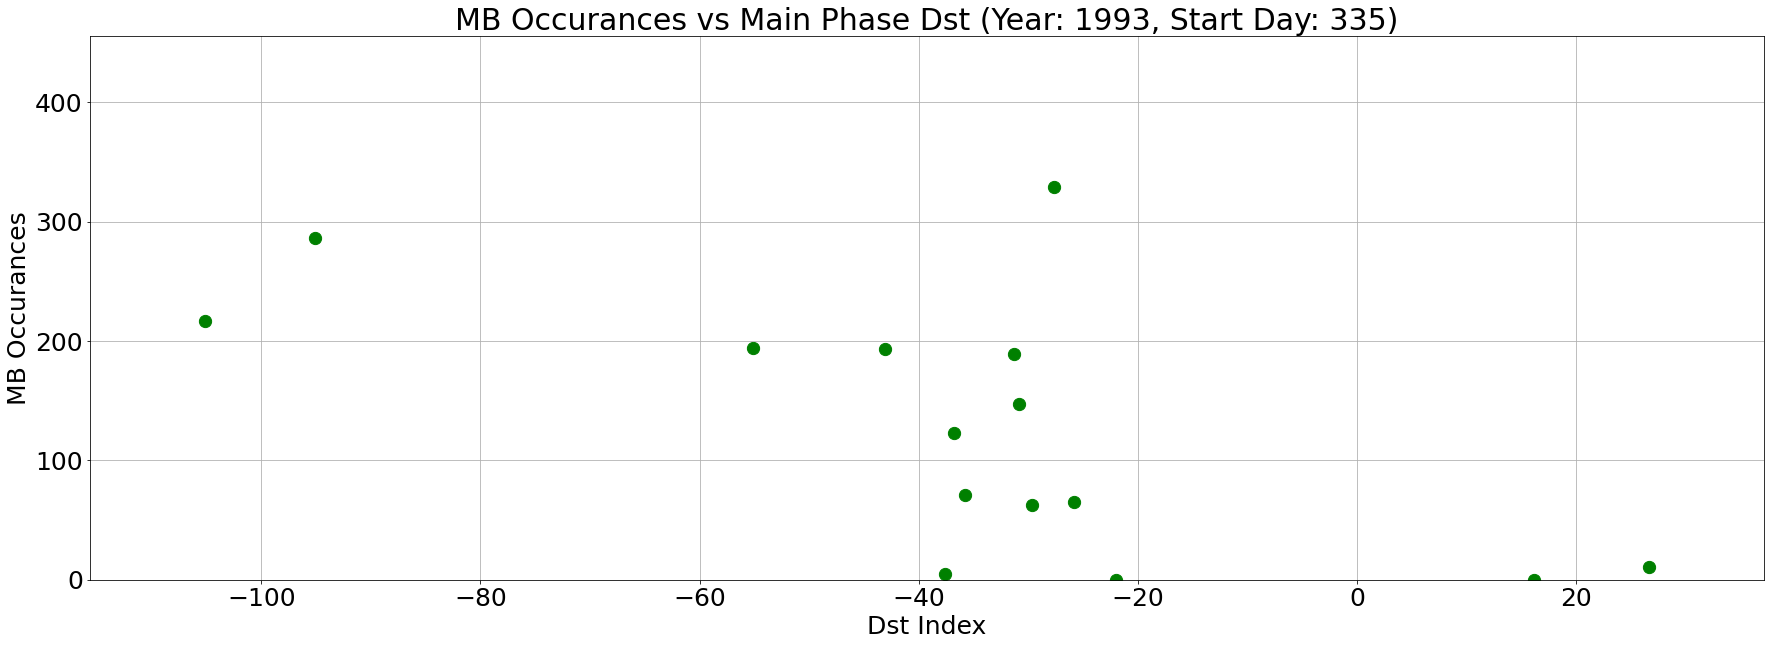 MB Occurances vs Main Phase Dst (Year: 1993, Start Day: 335)
MB Occurances
400
300
200
100
0
−100 −80 −60 −40 −20 0 20
Dst Index